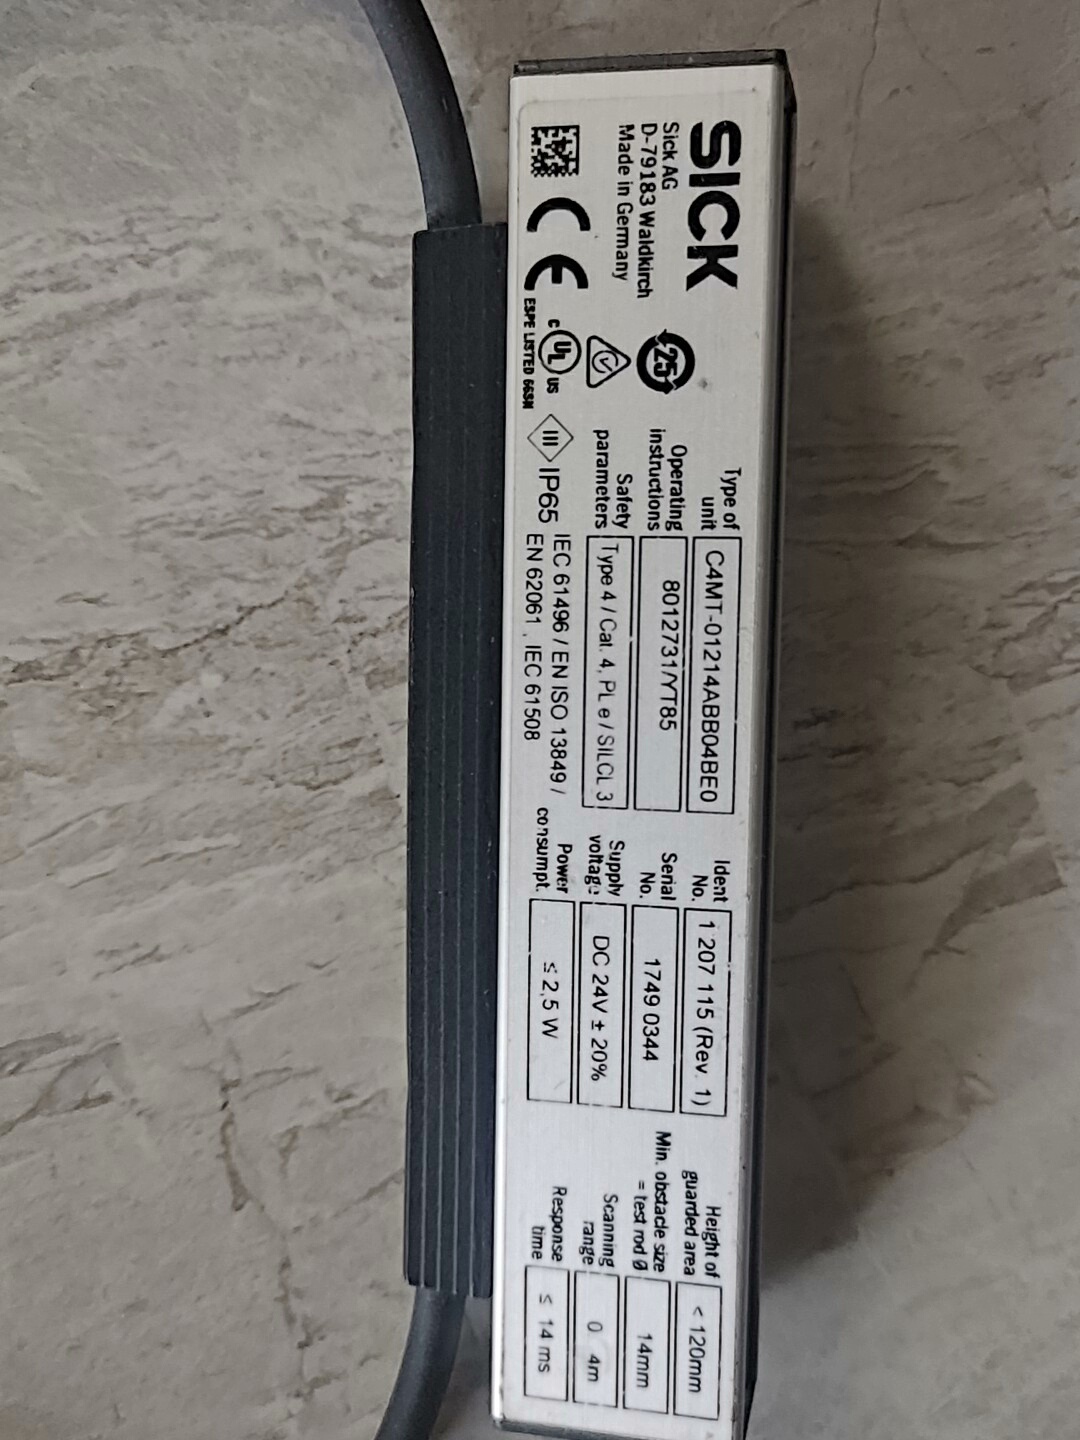 SICK
Sick AG
D-79183 Waldkirch
Made in Germany
25
C UL US
ESPE LISTED 66SN
III IP65
IEC 61496 / EN ISO 13849 /
EN 62061 , IEC 61508
Type of unit C4MT-01214ABB04BE0
Operating instructions 8012731/YT85
Safety parameters Type 4 / Cat. 4, PL e / SILCL 3
Ident No. 1 207 115 (Rev. 1)
Serial No. 1749 0344
Supply voltage DC 24V ± 20%
Power consumpt. ≤ 2,5 W
Height of guarded area < 120mm
Min. obstacle size = test rod Ø 14mm
Scanning range 0 4m
Response time ≤ 14 ms